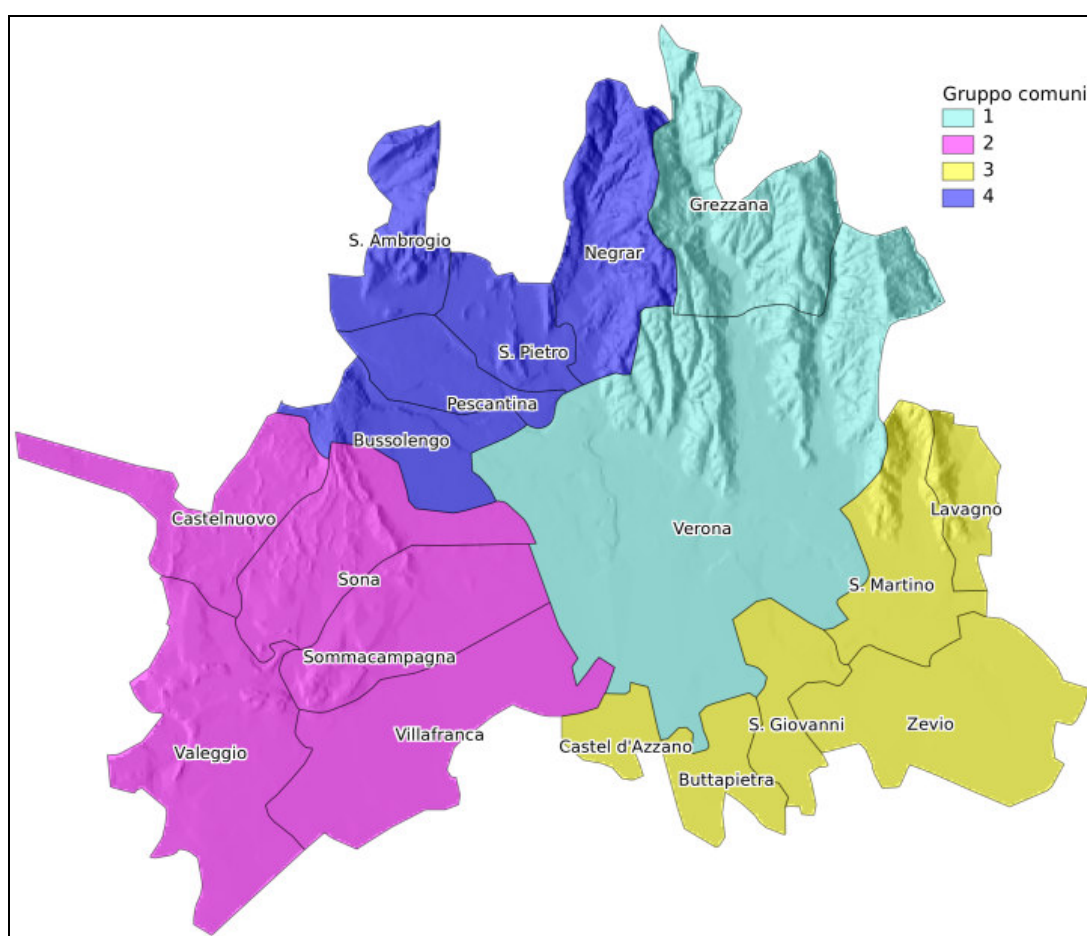 Gruppo comuni
1
2
3
4
Grezzana
S. Ambrogio
Negrar
S. Pietro
Pescantina
Bussolengo
Castelnuovo
Verona
Lavagno
Sona
S. Martino
Sommacampagna
Villafranca
Valeggio
Castel d'Azzano
S. Giovanni
Zevio
Buttapietra